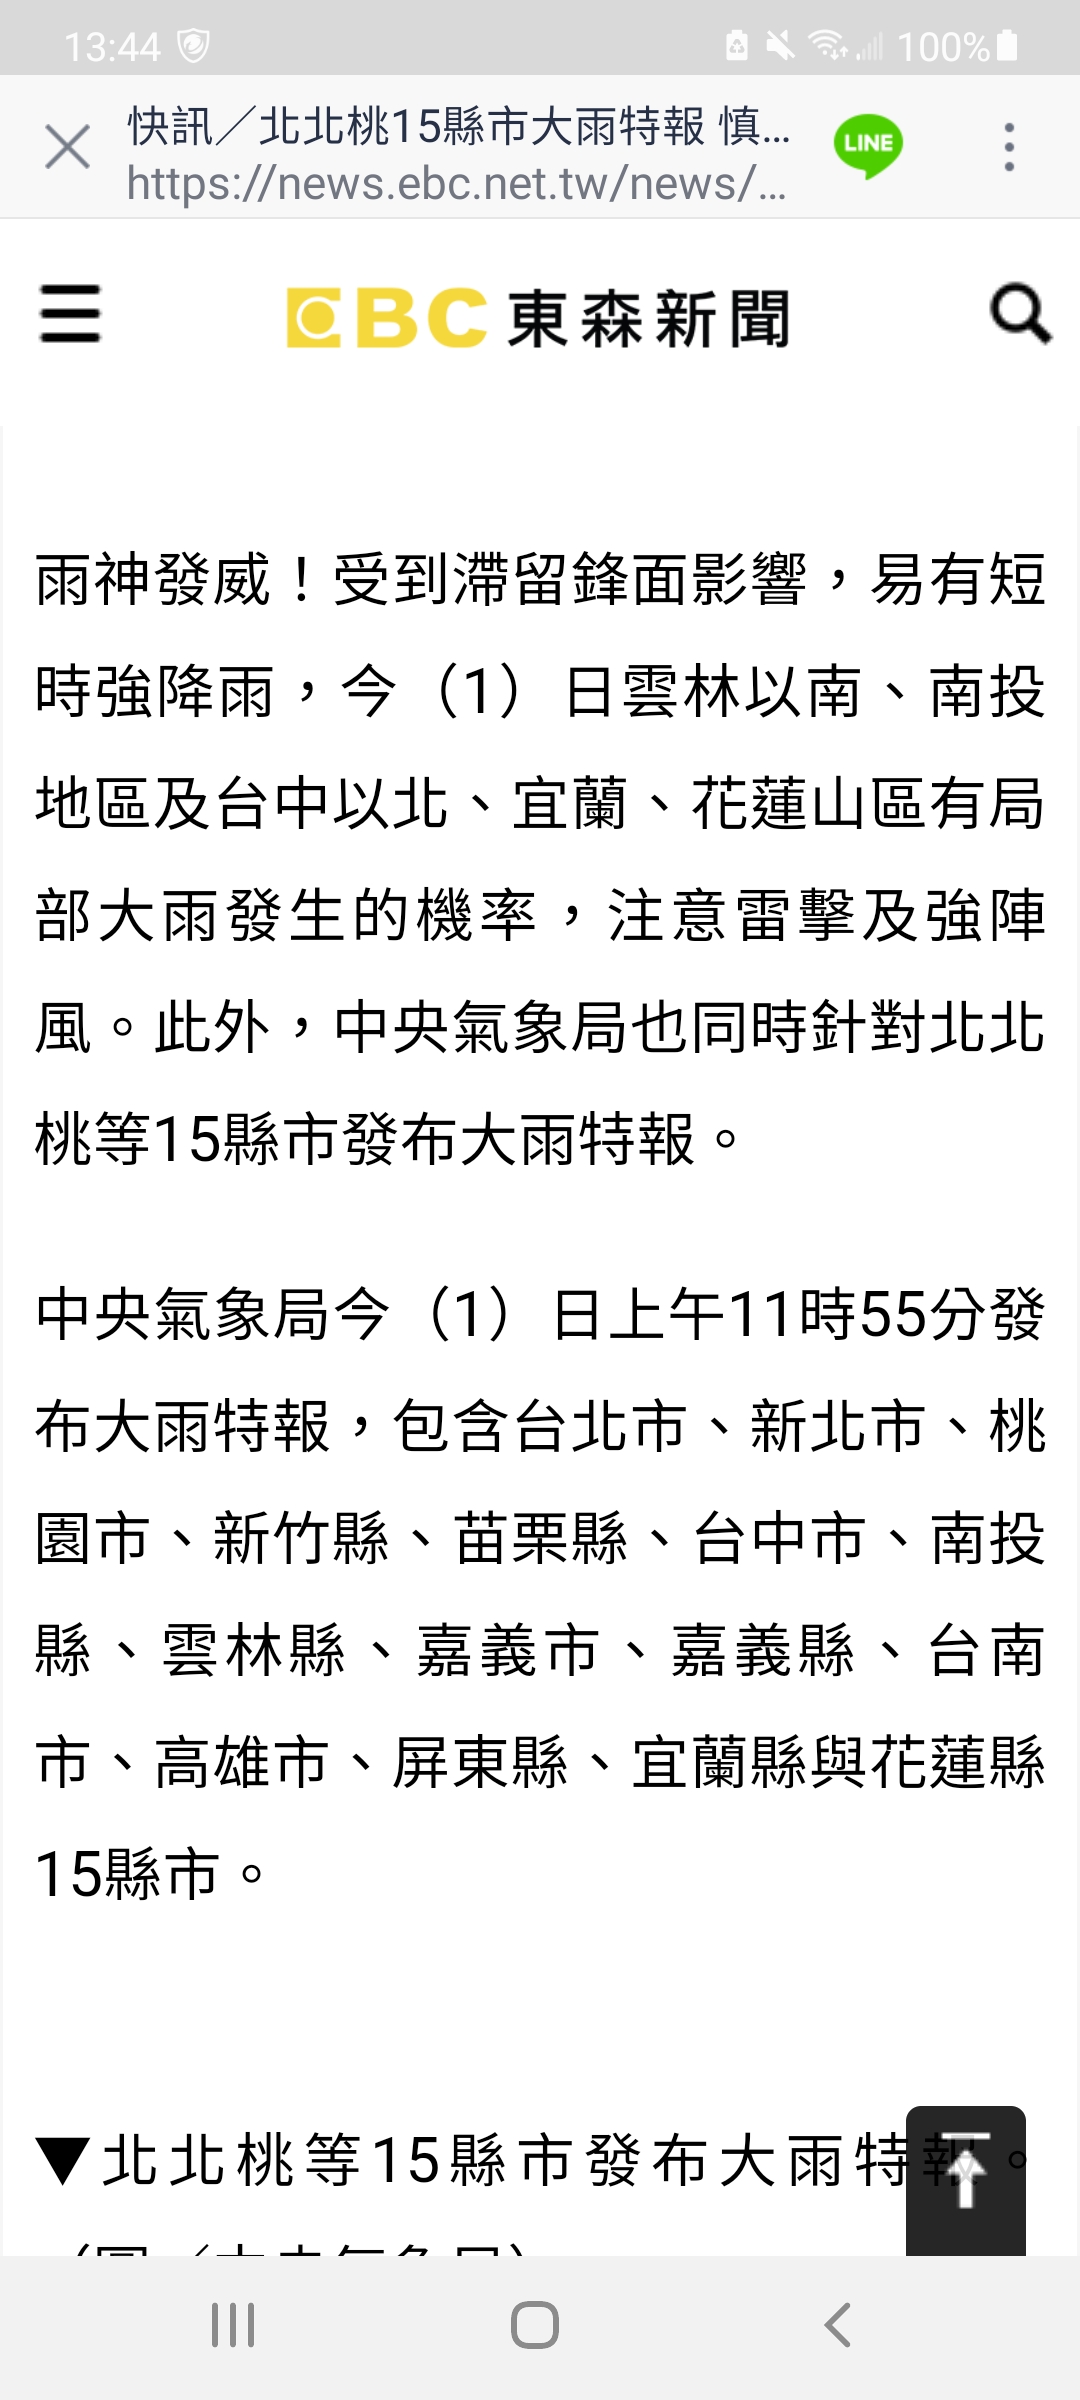 13:44
100%
快訊／北北桃15縣市大雨特報 慎...
https://news.ebc.net.tw/news/...
LINE
EBC 東森新聞
雨神發威！受到滯留鋒面影響，易有短
時強降雨，今（1）日雲林以南、南投
地區及台中以北、宜蘭、花蓮山區有局
部大雨發生的機率，注意雷擊及強陣
風。此外，中央氣象局也同時針對北北
桃等15縣市發布大雨特報。
中央氣象局今（1）日上午11時55分發
布大雨特報，包含台北市、新北市、桃
園市、新竹縣、苗栗縣、台中市、南投
縣、雲林縣、嘉義市、嘉義縣、台南
市、高雄市、屏東縣、宜蘭縣與花蓮縣
15縣市。
▼北北桃等15縣市發布大雨特報。